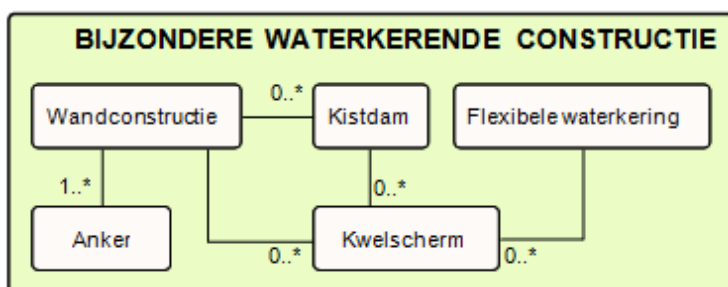 BIJZONDERE WATERKERENDE CONSTRUCTIE
0..*
Wandconstructie
Kistdam
Flexibele waterkering
1..*
0..*
Anker
Kwelscherm
0..*
0..*